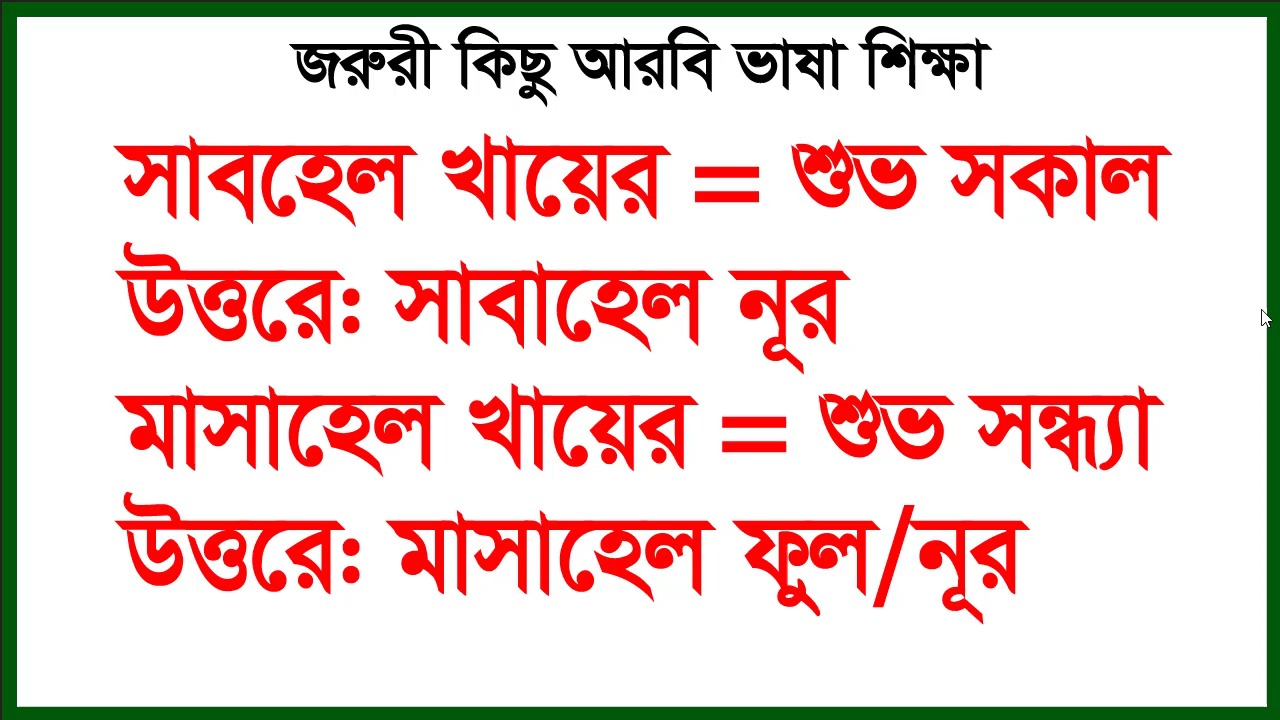 জরুরী কিছু আরবি ভাষা শিক্ষা
সাবহেল খায়ের = শুভ সকাল
উত্তরে: সাবাহেল নূর
মাসাহেল খায়ের = শুভ সন্ধ্যা
উত্তরে: মাসাহেল ফুল/নূর